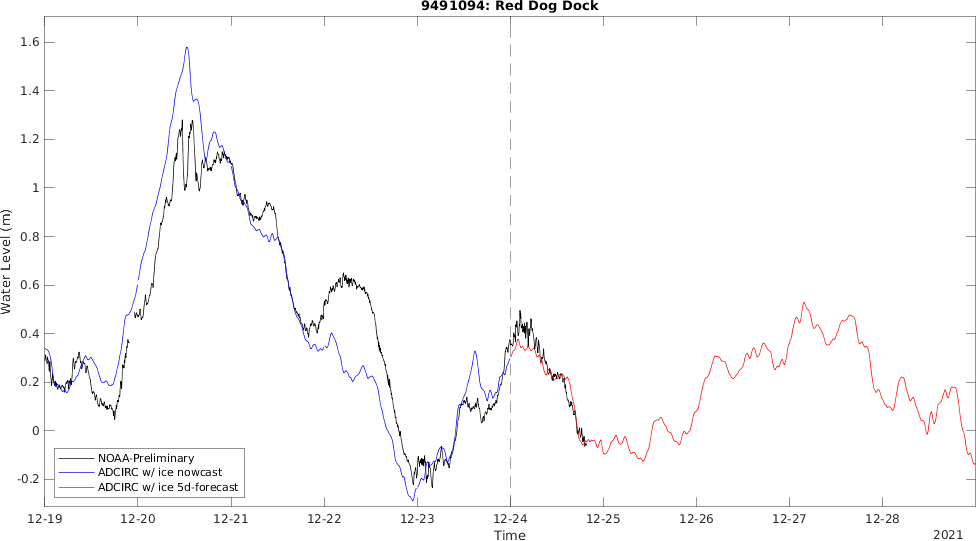 9491094: Red Dog Dock
Water Level (m)
1.6
1.4
1.2
1
0.8
0.6
0.4
0.2
0
-0.2
NOAA-Preliminary
ADCIRC w/ ice nowcast
ADCIRC w/ ice 5d-forecast
12-19 12-20 12-21 12-22 12-23 12-24 12-25 12-26 12-27 12-28
Time
2021